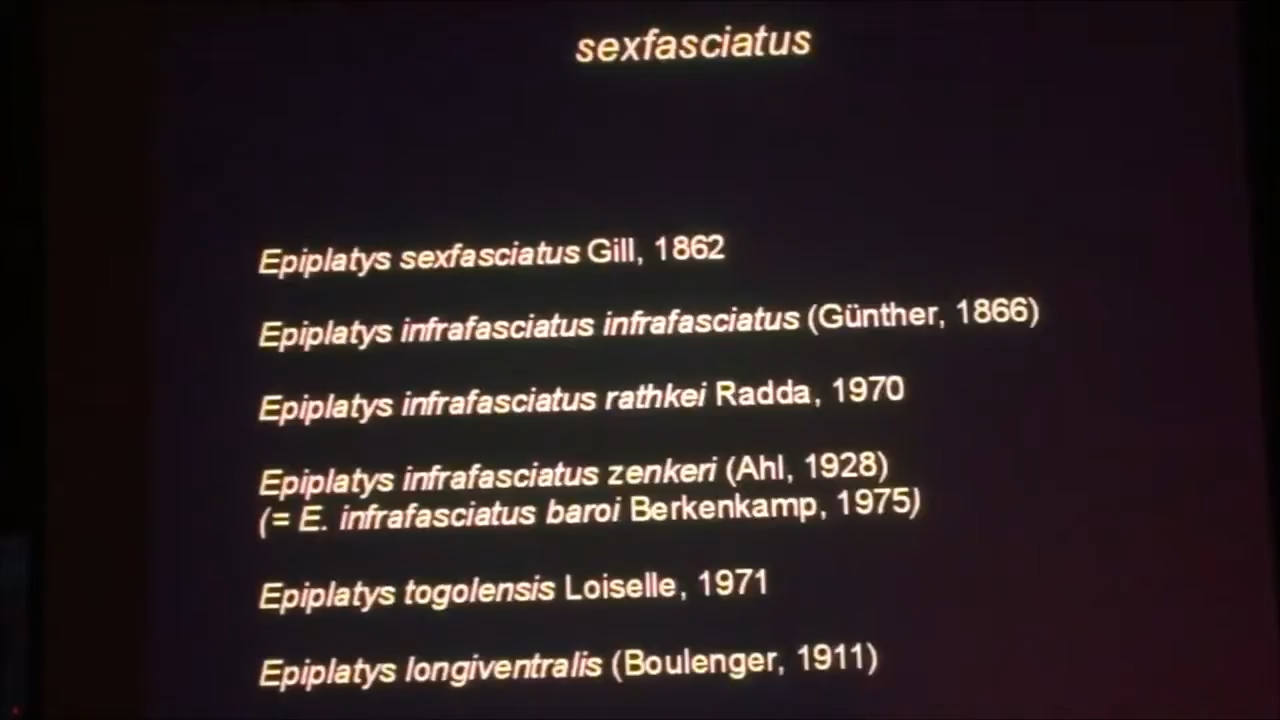 sexfasciatus
Epiplatys sexfasciatus Gill, 1862
Epiplatys infrafasciatus infrafasciatus (Günther, 1866)
Epiplatys infrafasciatus rathkei Radda, 1970
Epiplatys infrafasciatus zenkeri (Ahl, 1928)
(= E. infrafasciatus baroi Berkenkamp, 1975)
Epiplatys togolensis Loiselle, 1971
Epiplatys longiventralis (Boulenger, 1911)